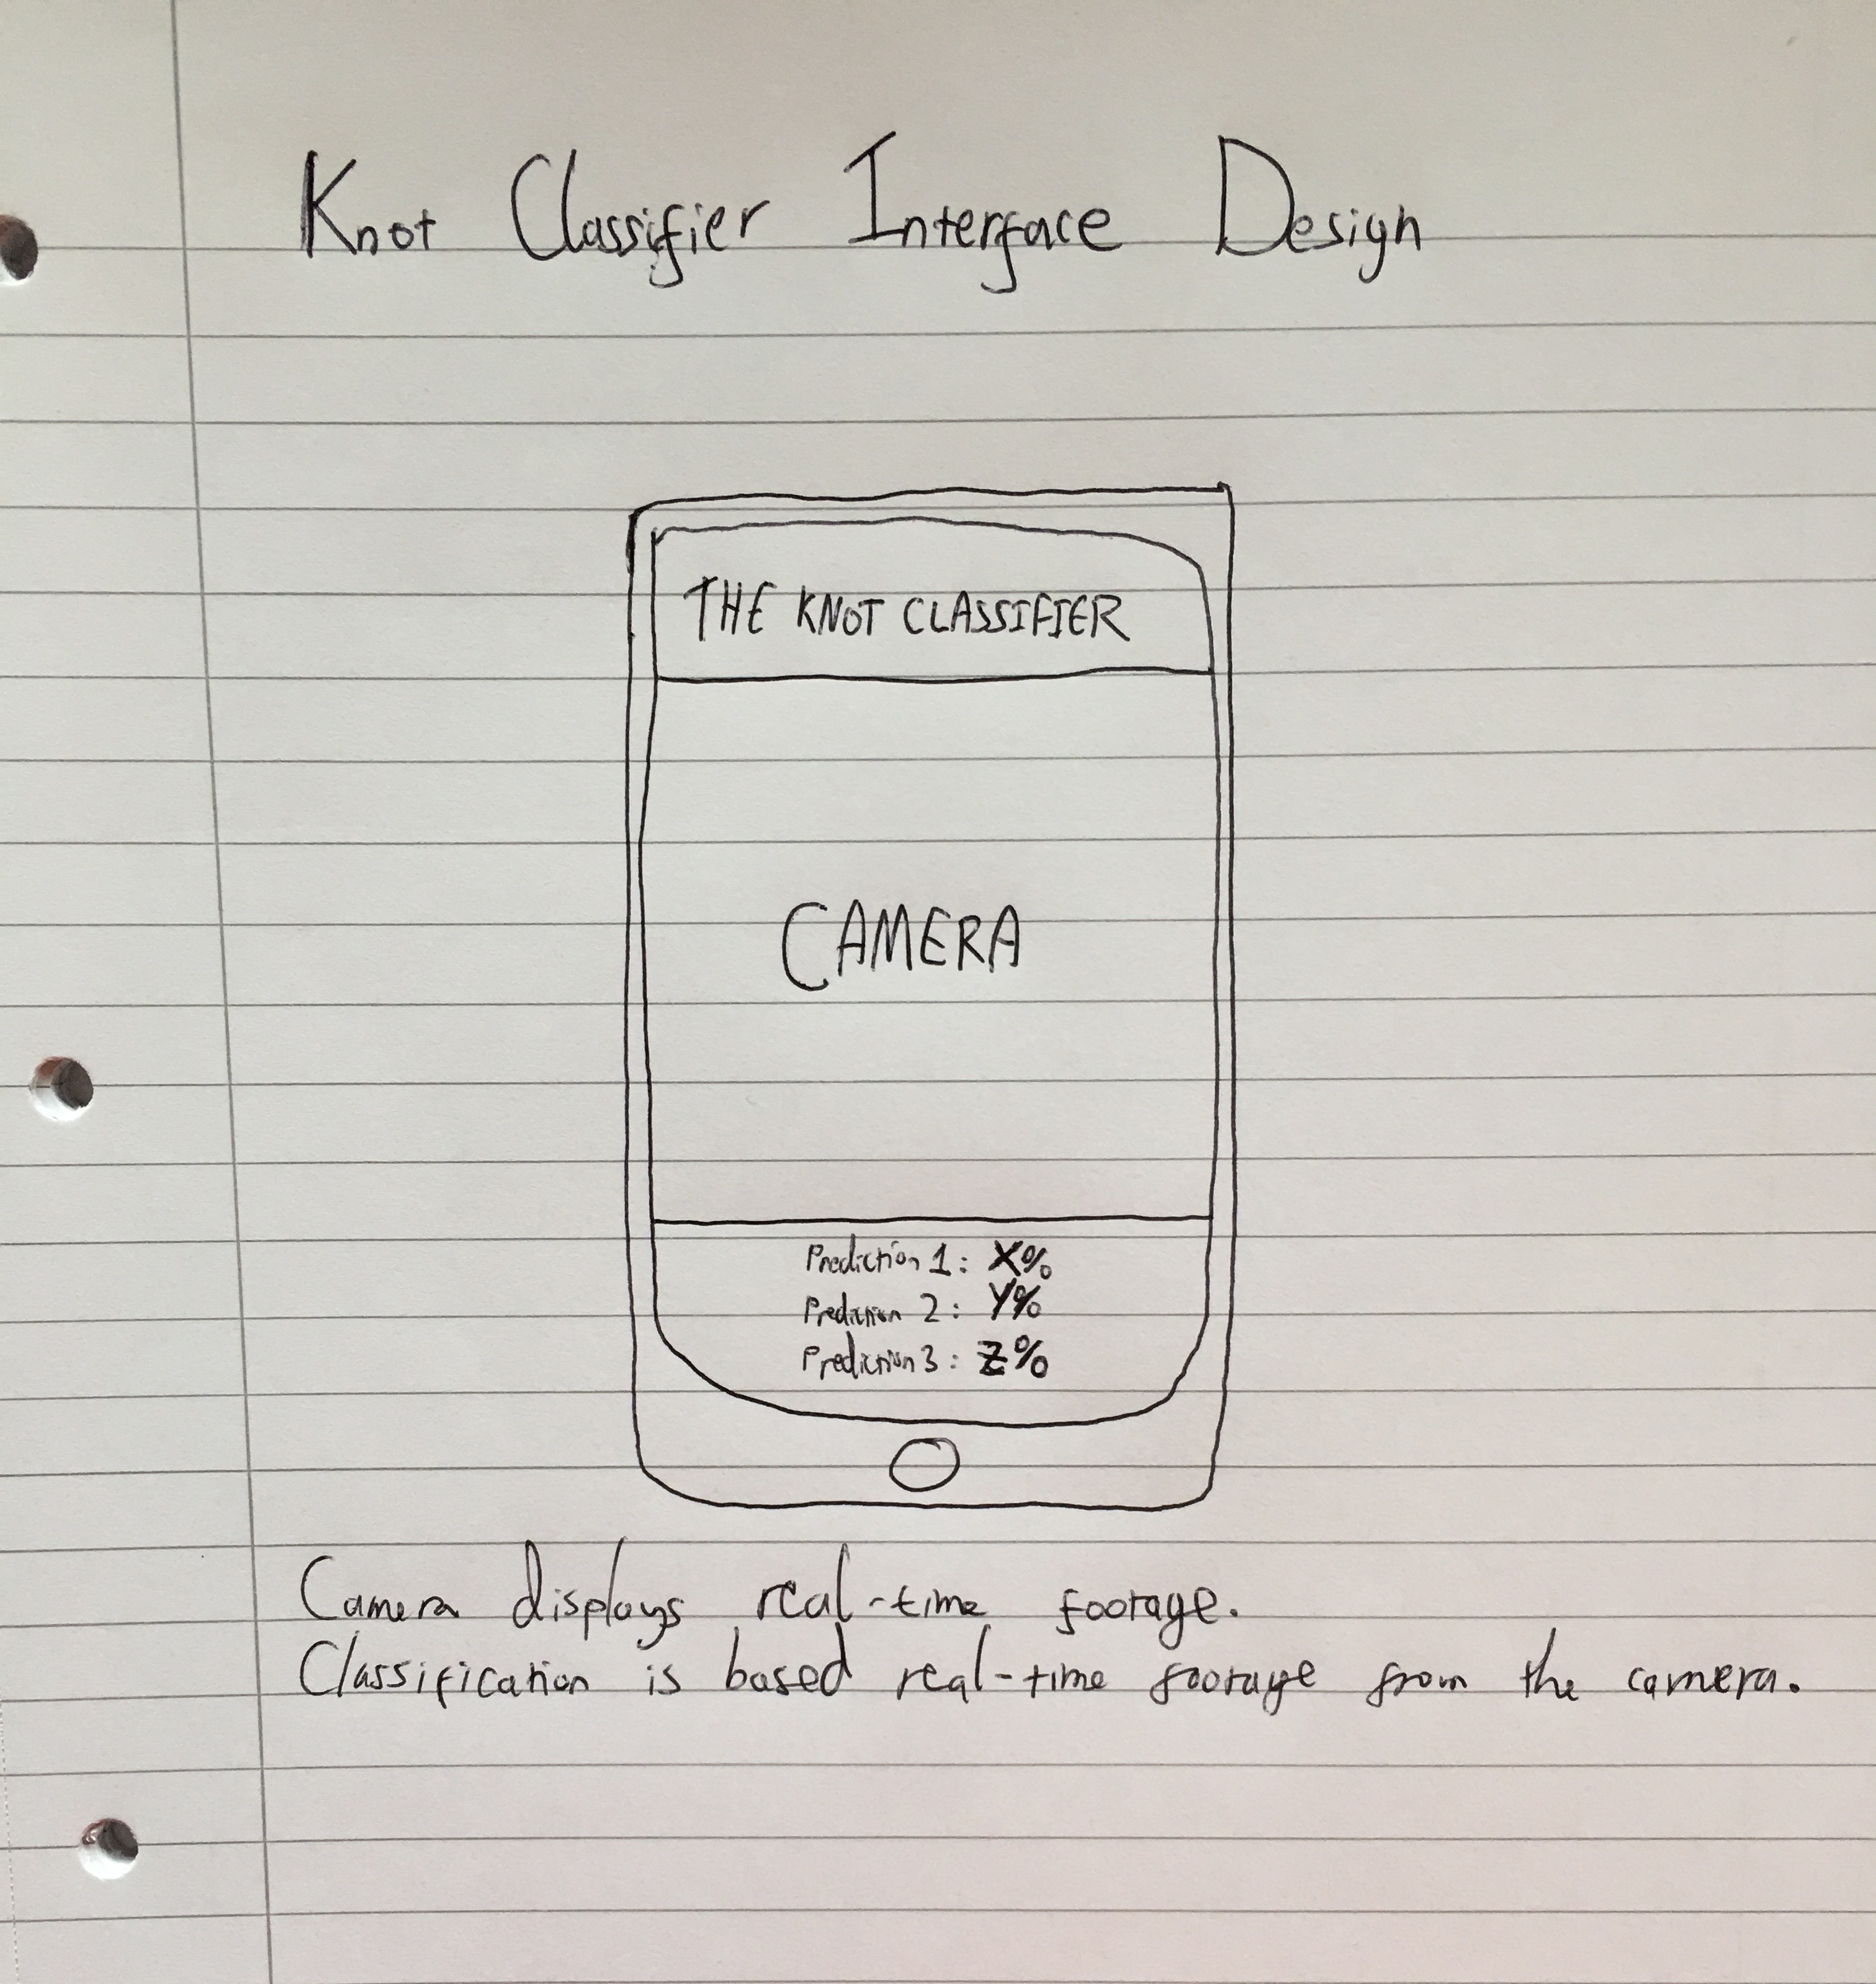 Knot Classifier Interface Design
THE KNOT CLASSIFIER
CAMERA
Prediction 1: X%
Prediction 2: Y%
Prediction 3: Z%
Camera displays real-time footage.
Classification is based real-time footage from the camera.